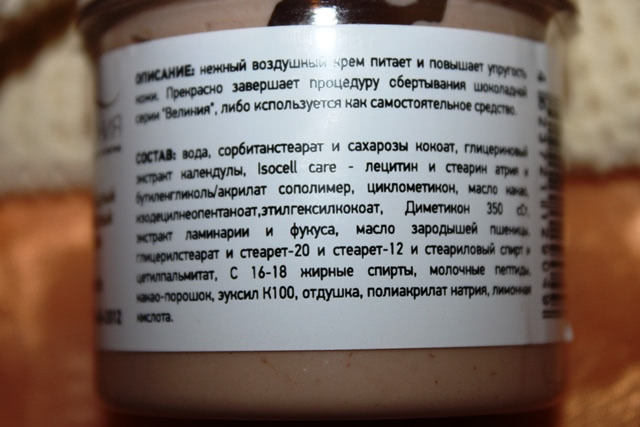 ОПИСАНИЕ: нежный воздушный крем питает и повышает упругость
кожи. Прекрасно завершает процедуру обертывания шоколадной
серии "Велиния", либо используется как самостоятельное средство.
СОСТАВ: вода, сорбитанстеарат и сахарозы кокоат, глицериновый
экстракт календулы, Isocell care - лецитин и стеарин атрия и
бутиленгликоль/акрилат сополимер, циклометикон, масло какао,
изодецилнеопентаноат,этилгексилкокоат, Диметикон 350 cDт,
экстракт ламинарии и фукуса, масло зародышей пшеницы,
глицерилстеарат и стеарет-20 и стеарет-12 и стеариловый спирт и
цетилпальмитат, С 16-18 жирные спирты, молочные пептиды,
какао-порошок, эуксил К100, отдушка, полиакрилат натрия, лимонная
кислота.